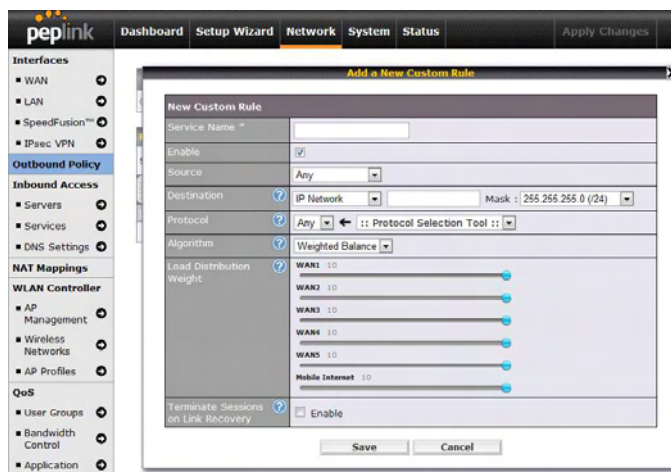 peplink
Dashboard Setup Wizard Network System Status Apply Changes
Interfaces
WAN
LAN
SpeedFusion™
IPsec VPN
Outbound Policy
Inbound Access
Servers
Services
DNS Settings
NAT Mappings
WLAN Controller
AP
Management
Wireless
Networks
AP Profiles
QoS
User Groups
Bandwidth
Control
Application
Add a New Custom Rule
New Custom Rule
Service Name *
Enable
Source Any
Destination ? IP Network Mask : 255.255.255.0 (/24)
Protocol ? Any :: Protocol Selection Tool ::
Algorithm ? Weighted Balance
Load Distribution ?
Weight
WAN1 10
WAN2 10
WAN3 10
WAN4 10
WAN5 10
Mobile Internet 10
Terminate Sessions ?
on Link Recovery
Enable
Save Cancel